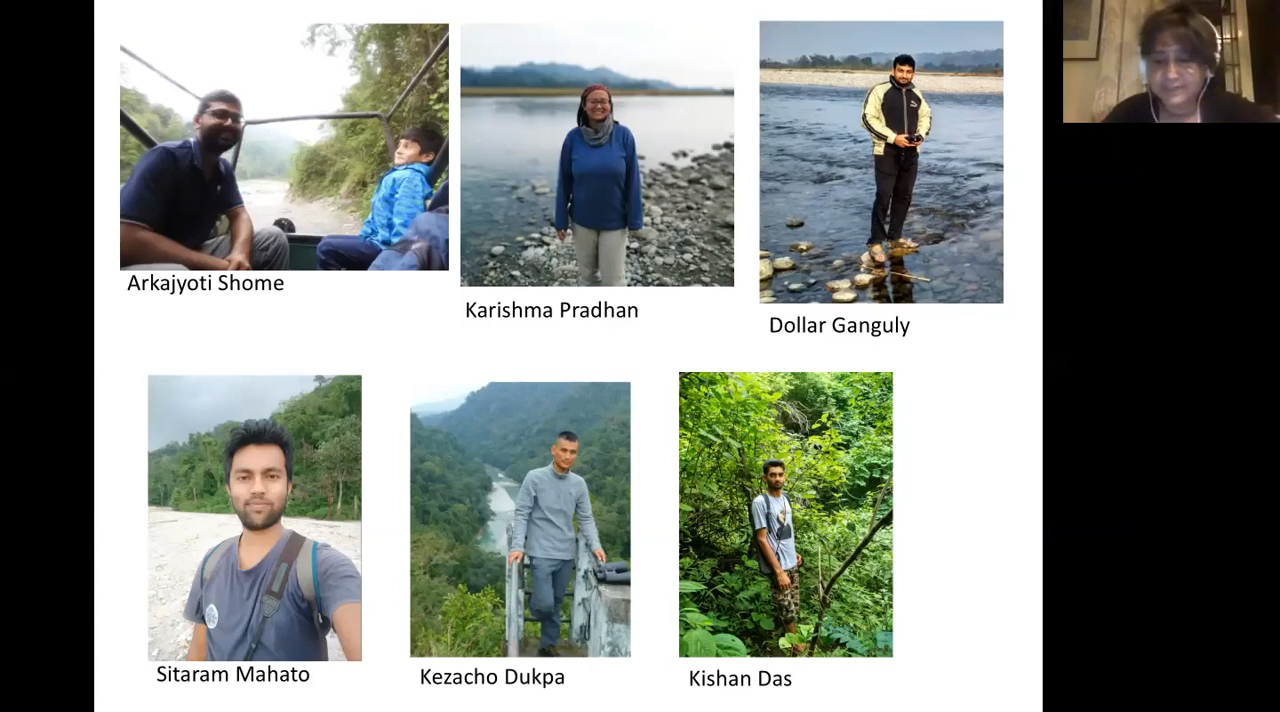 Arkajyoti Shome
Karishma Pradhan
Dollar Ganguly
Sitaram Mahato
Kezacho Dukpa
Kishan Das